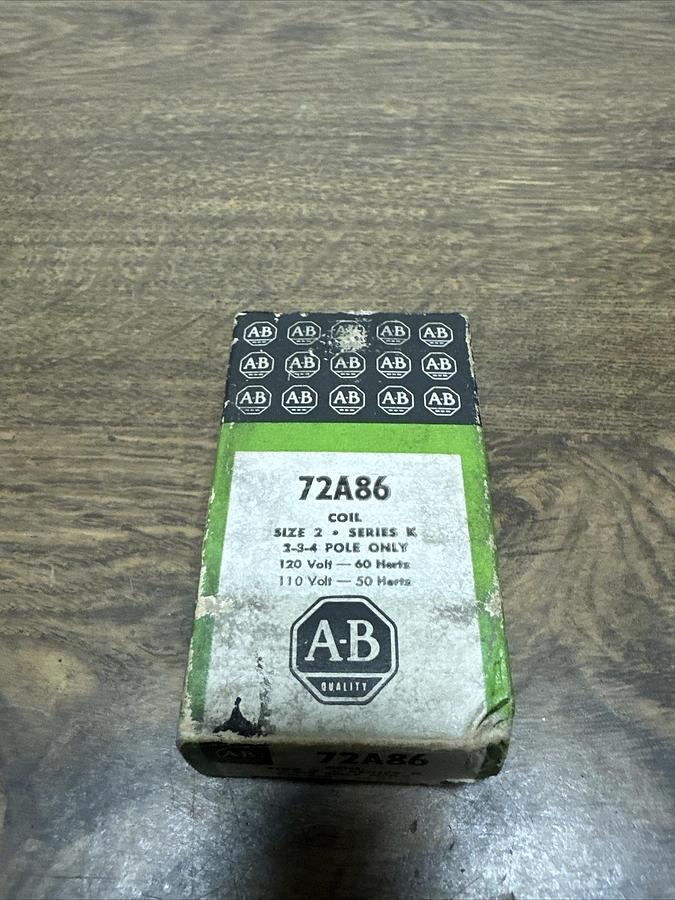 A-B A-B A-B A-B A-B
A-B A-B A-B A-B A-B
A-B A-B A-B A-B A-B
72A86
COIL
SIZE 2 • SERIES K
2-3-4 POLE ONLY
120 Volt — 60 Hertz
110 Volt — 50 Hertz
A-B
QUALITY
A-B 72A86
COIL